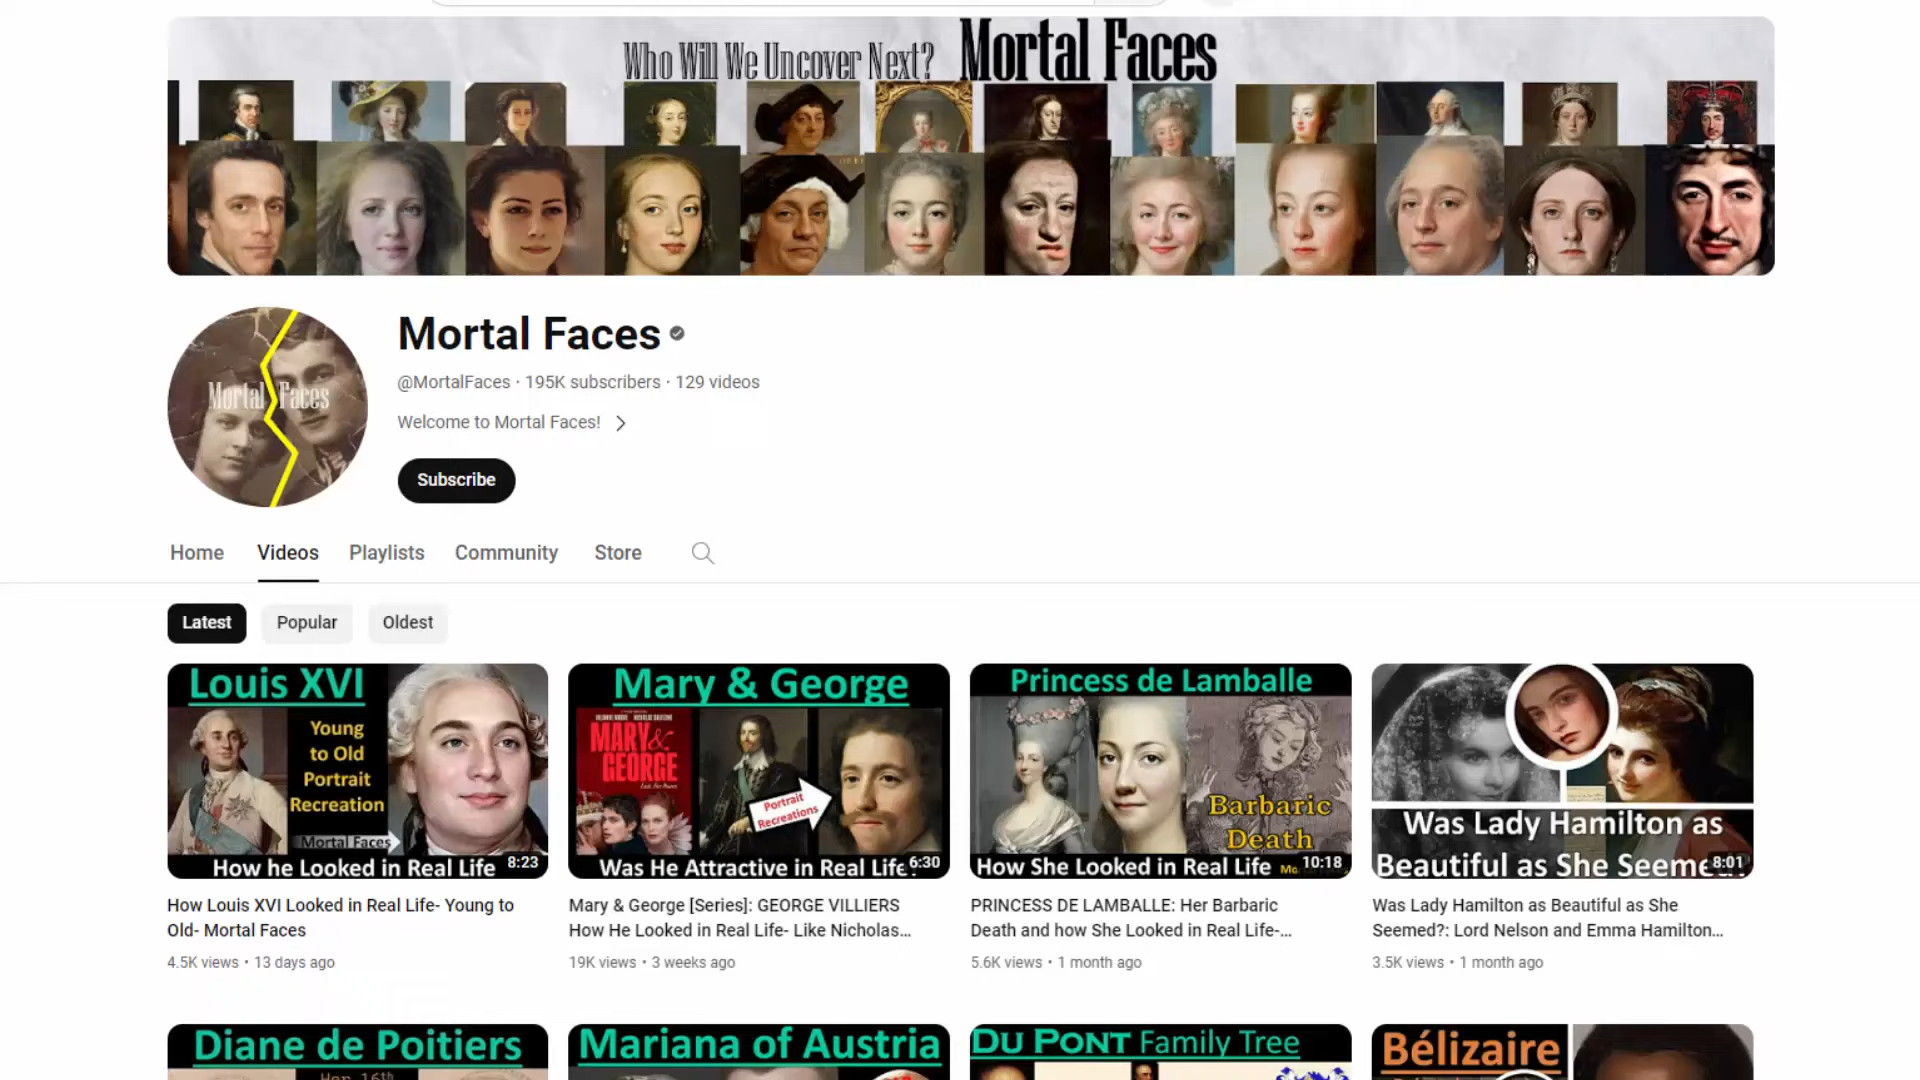 Who Will We Uncover Next? Mortal Faces
Mortal Faces
Mortal Faces
@MortalFaces · 195K subscribers · 129 videos
Welcome to Mortal Faces!
Subscribe
Home Videos Playlists Community Store
Latest Popular Oldest
Louis XVI
Young
to Old
Portrait
Recreation
Mortal Faces
How he Looked in Real Life
8:23
Mary & George
MARY &
GEORGE
Portrait
Recreations
Was He Attractive in Real Life?
6:30
Princess de Lamballe
Barbaric
Death
How She Looked in Real Life
10:18
Was Lady Hamilton as
Beautiful as She Seemed?
8:01
How Louis XVI Looked in Real Life- Young to
Old- Mortal Faces
4.5K views • 13 days ago
Mary & George [Series]: GEORGE VILLIERS
How He Looked in Real Life- Like Nicholas...
19K views • 3 weeks ago
PRINCESS DE LAMBALLE: Her Barbaric
Death and how She Looked in Real Life-...
5.6K views • 1 month ago
Was Lady Hamilton as Beautiful as She
Seemed?: Lord Nelson and Emma Hamilton...
3.5K views • 1 month ago
Diane de Poitiers
Her 16th
Mariana of Austria
DU PONT Family Tree
Bélizaire